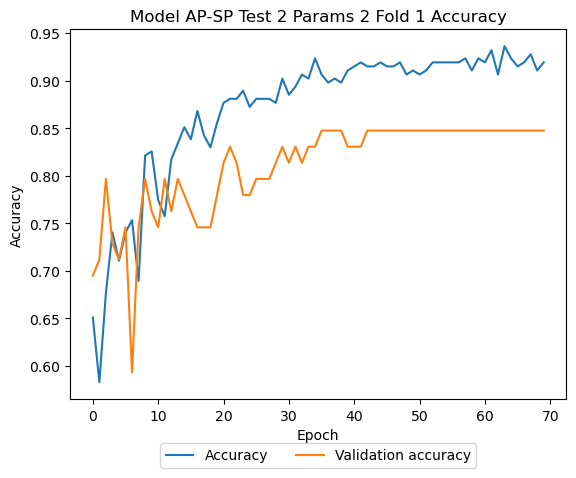 Model AP-SP Test 2 Params 2 Fold 1 Accuracy
0.95
0.90
0.85
0.80
0.75
0.70
0.65
0.60
Accuracy
0 10 20 30 40 50 60 70
Epoch
Accuracy Validation accuracy